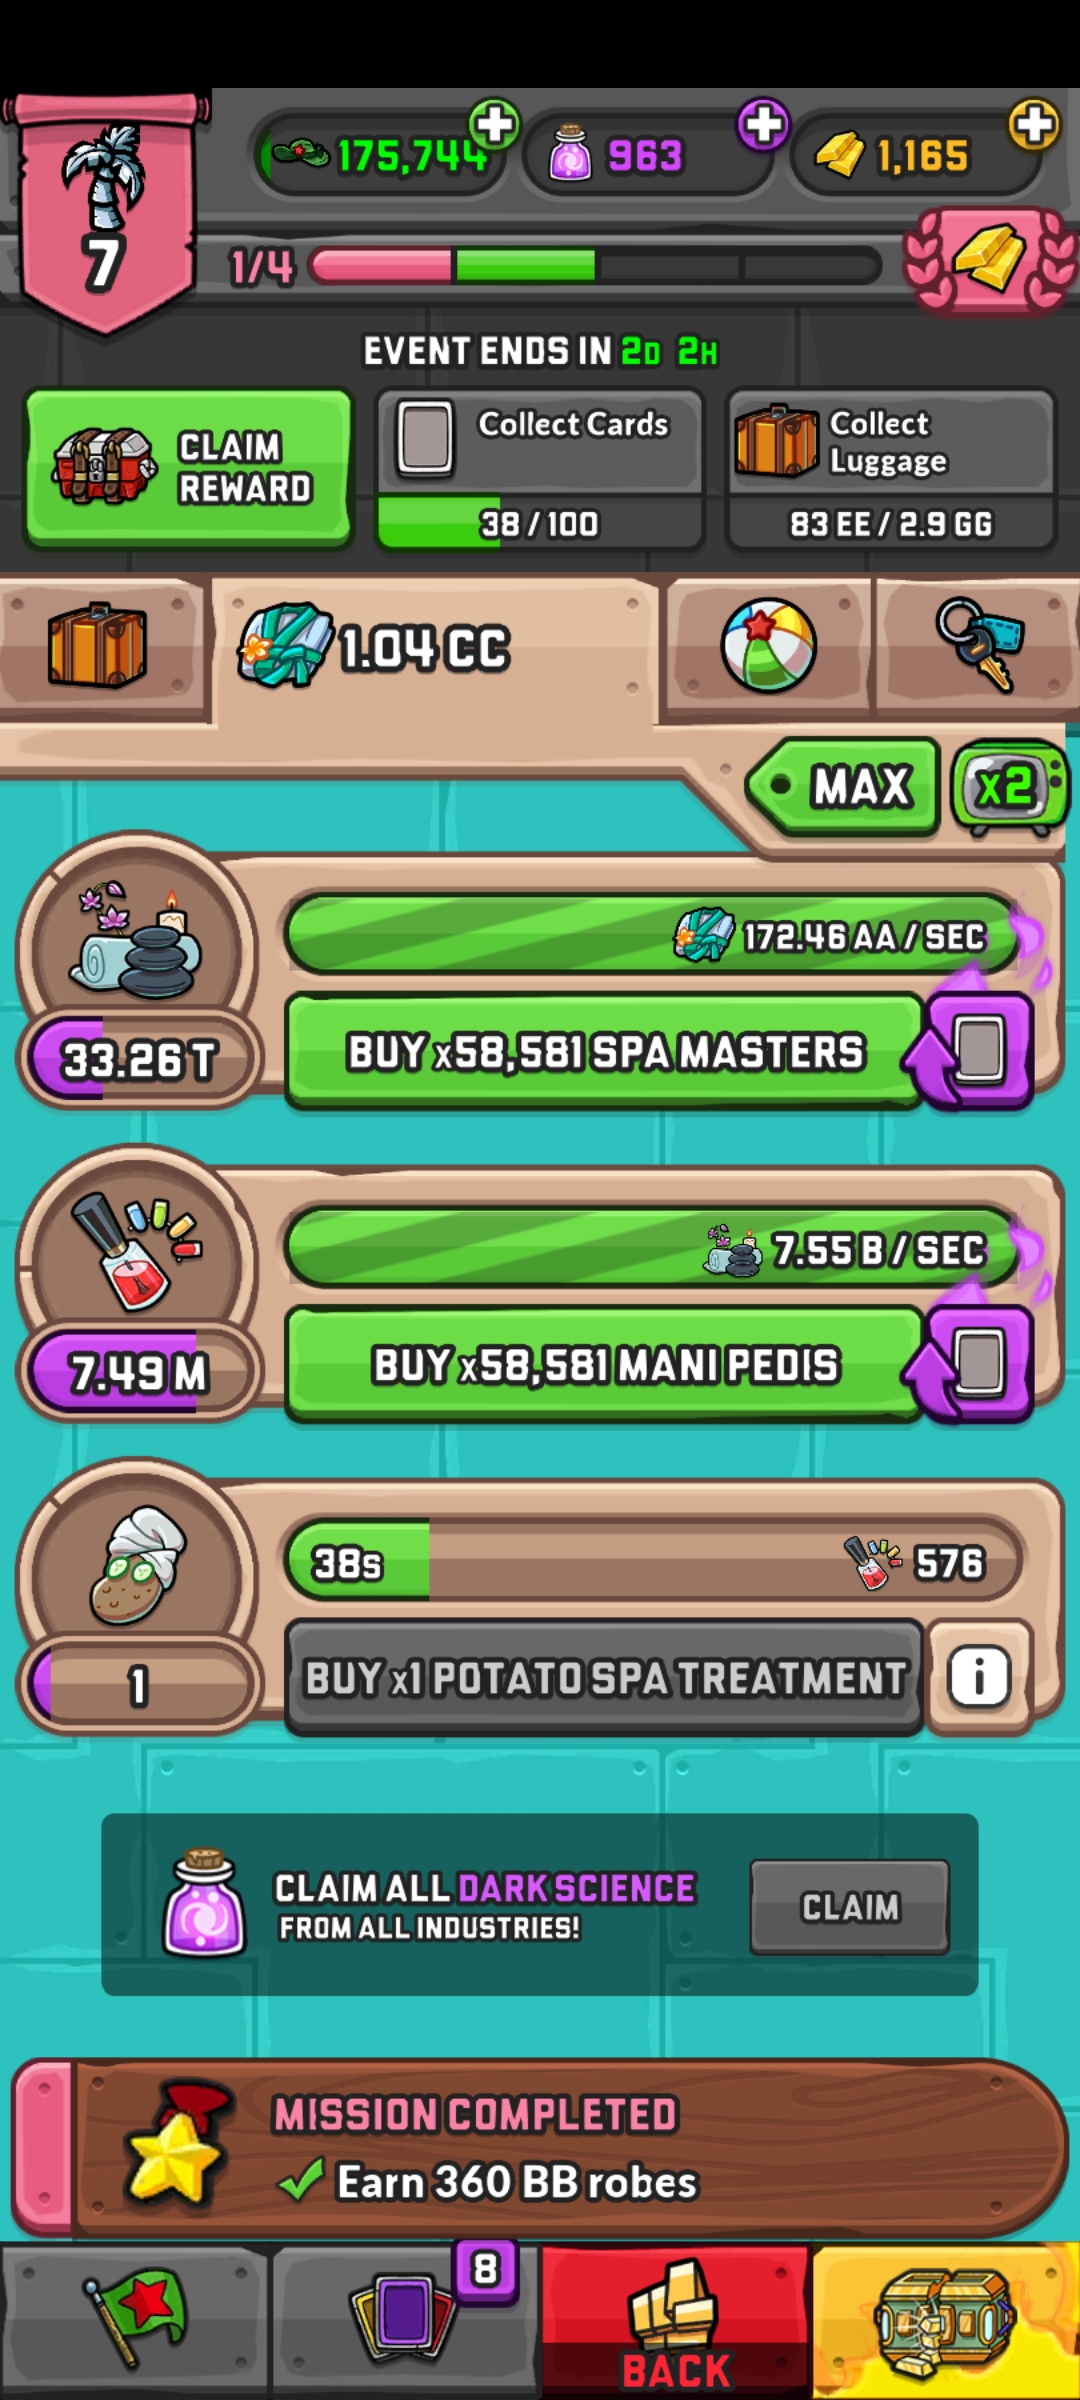 175,744
963
1,165
7
1/4
EVENT ENDS IN 2D 2H
CLAIM
REWARD
Collect Cards
38 / 100
Collect
Luggage
83 EE / 2.9 GG
1.04 CC
MAX
x2
172.46 AA / SEC
33.26 T
BUY x58,581 SPA MASTERS
7.55 B / SEC
7.49 M
BUY x58,581 MANI PEDIS
38s
576
1
BUY x1 POTATO SPA TREATMENT
i
CLAIM ALL DARK SCIENCE
FROM ALL INDUSTRIES!
CLAIM
MISSION COMPLETED
Earn 360 BB robes
8
BACK